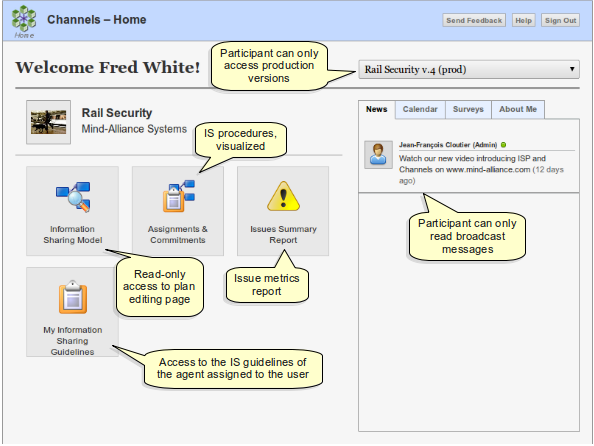 Channels – Home
Send Feedback
Help
Sign Out
Home
Welcome Fred White!
Participant can only
access production
versions
Rail Security v.4 (prod)
Rail Security
Mind-Alliance Systems
IS procedures,
visualized
News
Calendar
Surveys
About Me
Jean-François Cloutier (Admin)
Watch our new video introducing ISP and
Channels on www.mind-alliance.com (12 days
ago)
Participant can only
read broadcast
messages
Information
Sharing Model
Assignments &
Commitments
Issues Summary
Report
Read-only
access to plan
editing page
Issue metrics
report
My Information
Sharing
Guidelines
Access to the IS guidelines of
the agent assigned to the user